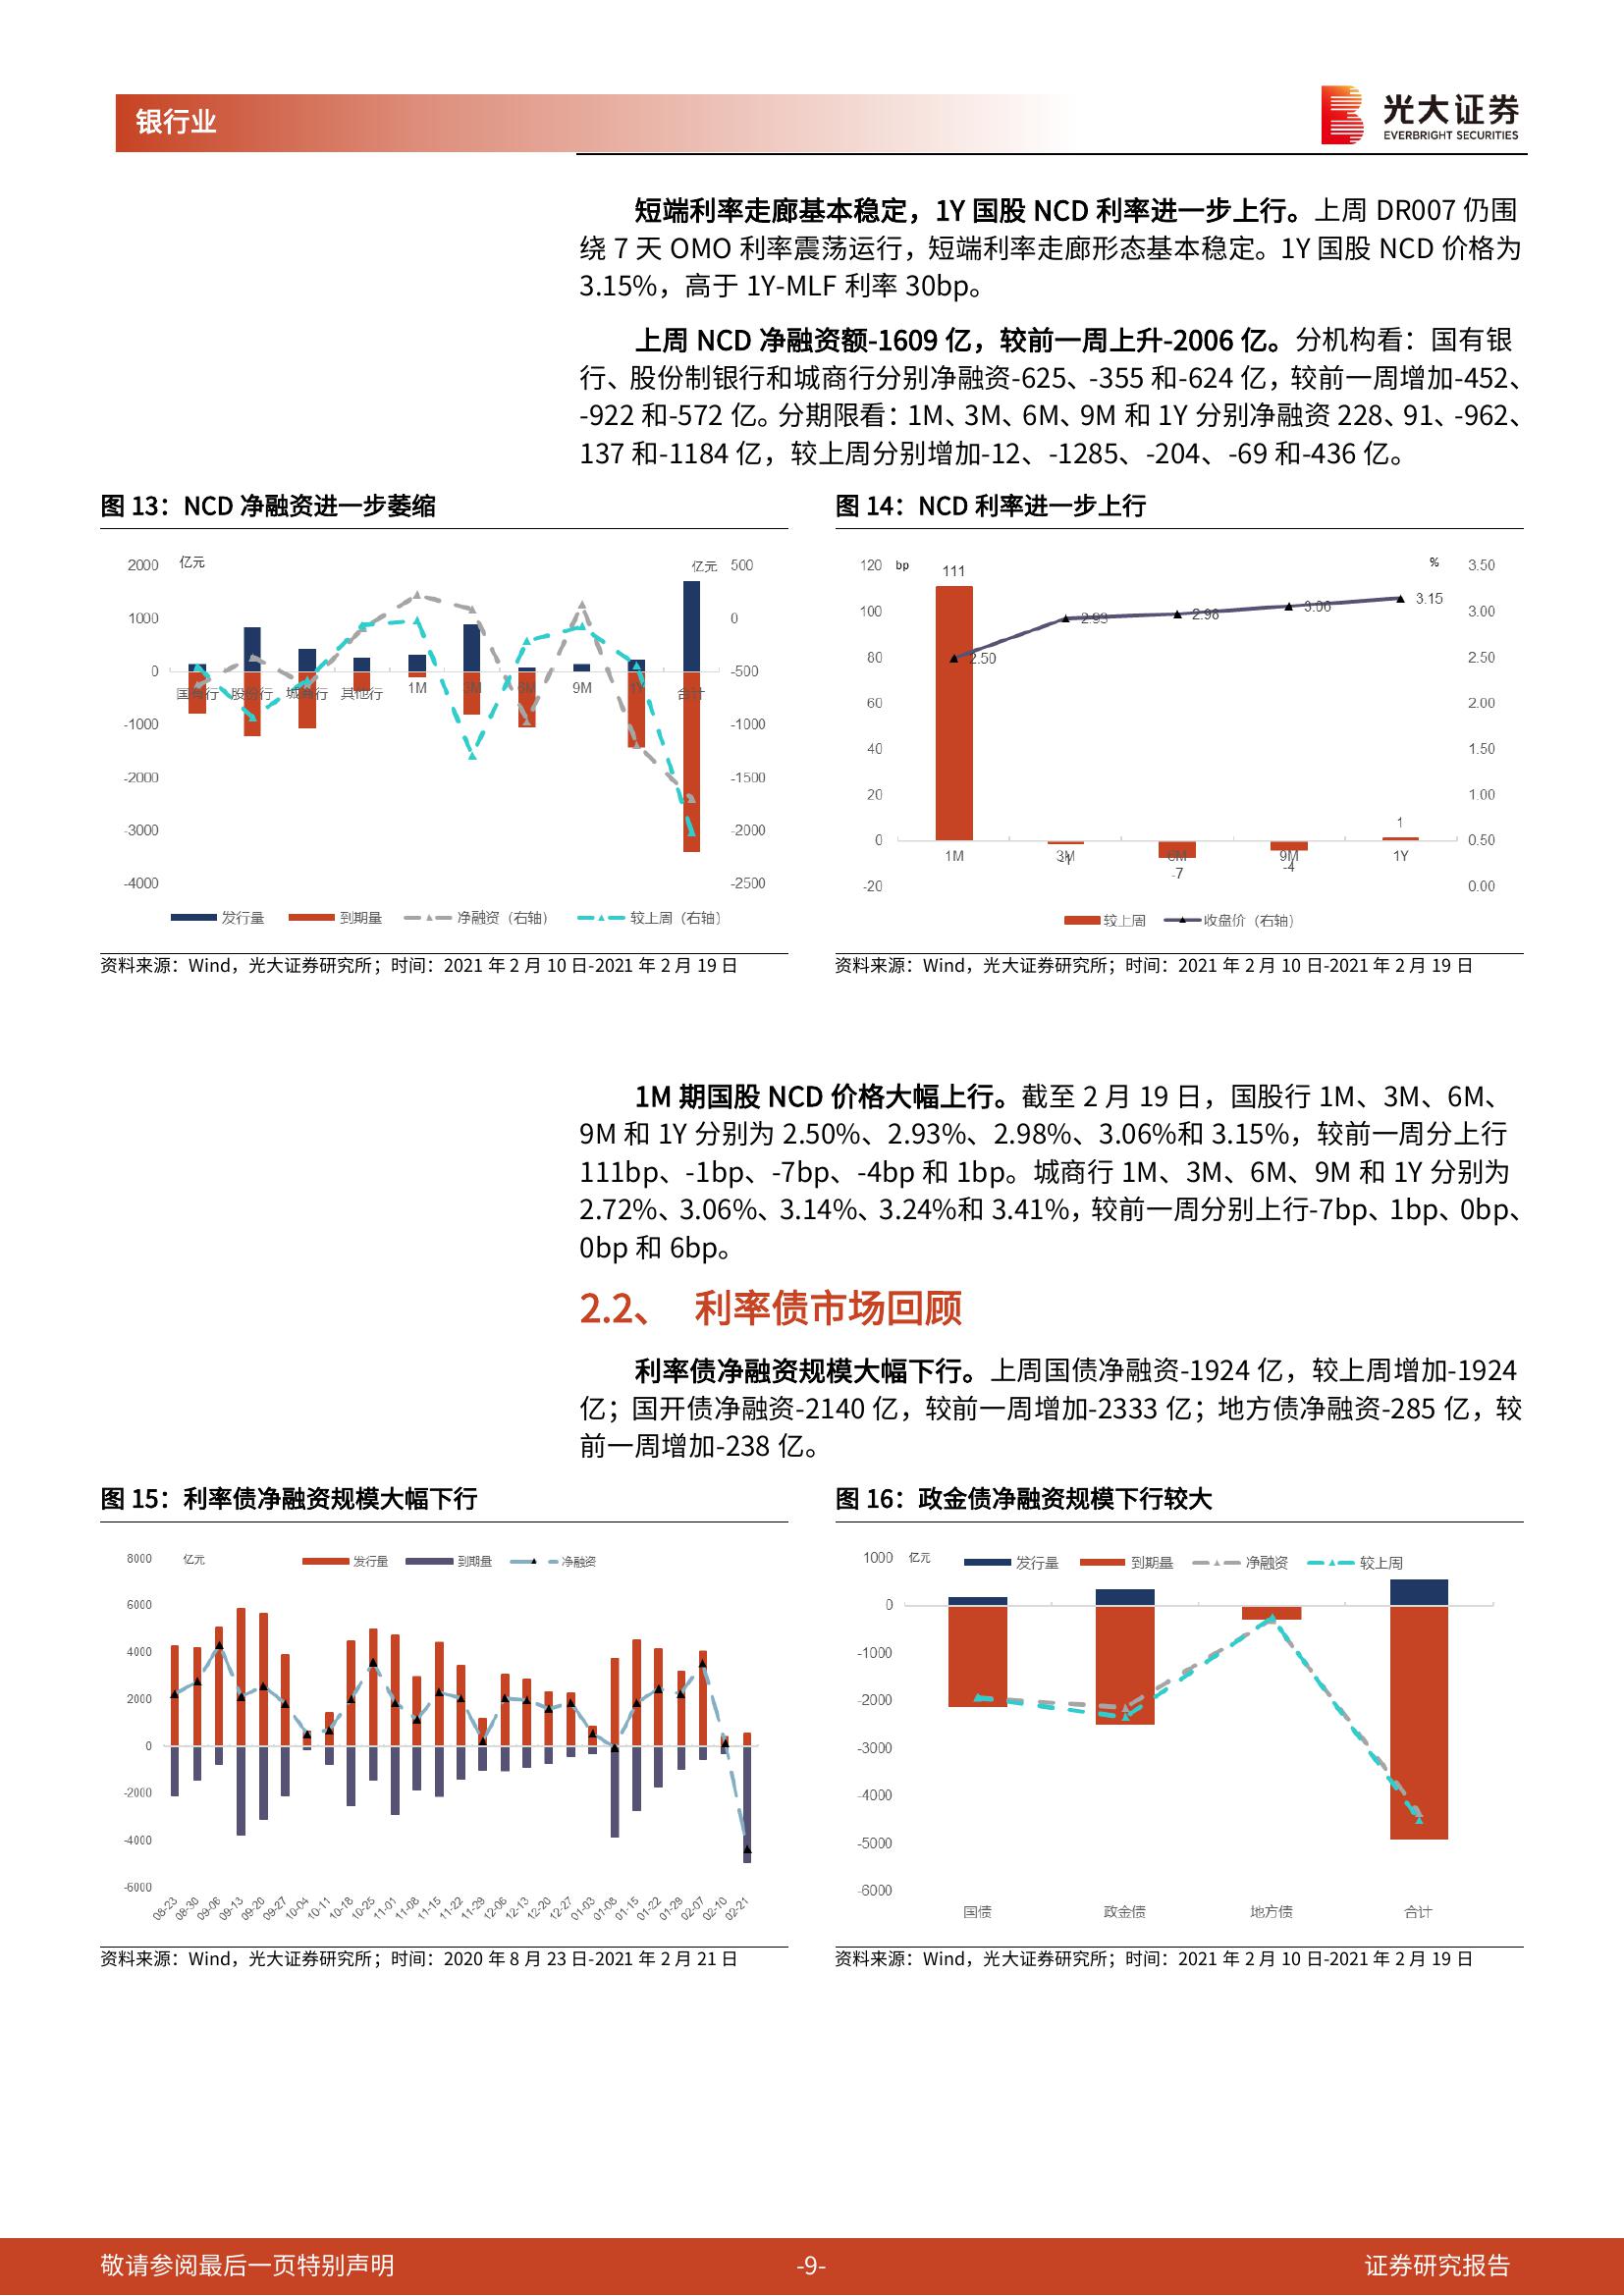 银行业
光大证券
EVERBRIGHT SECURITIES
短端利率走廊基本稳定，1Y 国股 NCD 利率进一步上行。上周 DR007 仍围
绕 7 天 OMO 利率震荡运行，短端利率走廊形态基本稳定。1Y 国股 NCD 价格为
3.15%，高于 1Y-MLF 利率 30bp。
上周 NCD 净融资额-1609 亿，较前一周上升-2006 亿。分机构看：国有银
行、股份制银行和城商行分别净融资-625、-355 和-624 亿，较前一周增加-452、
-922 和-572 亿。分期限看：1M、3M、6M、9M 和 1Y 分别净融资 228、91、-962、
137 和-1184 亿，较上周分别增加-12、-1285、-204、-69 和-436 亿。
图 13：NCD 净融资进一步萎缩
2000
1000
0
-1000
-2000
-3000
-4000
亿元
亿元
500
0
-500
-1000
-1500
-2000
-2500
国有行 股份行 城商行 其他行 1M 3M 6M 9M 1Y 合计
发行量 到期量 净融资（右轴） 较上周（右轴）
资料来源：Wind，光大证券研究所；时间：2021 年 2 月 10 日-2021 年 2 月 19 日
图 14：NCD 利率进一步上行
120
100
80
60
40
20
0
-20
bp
%
3.50
3.00
2.50
2.00
1.50
1.00
0.50
0.00
111
2.50 2.93 2.98 3.06 3.15
1M 3M 6M 9M 1Y
-1 -7 -4 1
较上周 收盘价（右轴）
资料来源：Wind，光大证券研究所；时间：2021 年 2 月 10 日-2021 年 2 月 19 日
1M 期国股 NCD 价格大幅上行。截至 2 月 19 日，国股行 1M、3M、6M、
9M 和 1Y 分别为 2.50%、2.93%、2.98%、3.06%和 3.15%，较前一周分上行
111bp、-1bp、-7bp、-4bp 和 1bp。城商行 1M、3M、6M、9M 和 1Y 分别为
2.72%、3.06%、3.14%、3.24%和 3.41%，较前一周分别上行-7bp、1bp、0bp、
0bp 和 6bp。
2.2、 利率债市场回顾
利率债净融资规模大幅下行。上周国债净融资-1924 亿，较上周增加-1924
亿；国开债净融资-2140 亿，较前一周增加-2333 亿；地方债净融资-285 亿，较
前一周增加-238 亿。
图 15：利率债净融资规模大幅下行
亿元
发行量 到期量 净融资
8000
6000
4000
2000
0
-2000
-4000
-6000
08-23 08-30 09-06 09-13 09-20 09-27 10-04 10-11 10-18 10-25 11-01 11-08 11-15 11-22 11-29 12-06 12-13 12-20 12-27 01-03 01-08 01-15 01-22 01-29 02-07 02-10 02-21
资料来源：Wind，光大证券研究所；时间：2020 年 8 月 23 日-2021 年 2 月 21 日
图 16：政金债净融资规模下行较大
亿元
发行量 到期量 净融资 较上周
1000
0
-1000
-2000
-3000
-4000
-5000
-6000
国债 政金债 地方债 合计
资料来源：Wind，光大证券研究所；时间：2021 年 2 月 10 日-2021 年 2 月 19 日
敬请参阅最后一页特别声明
-9-
证券研究报告